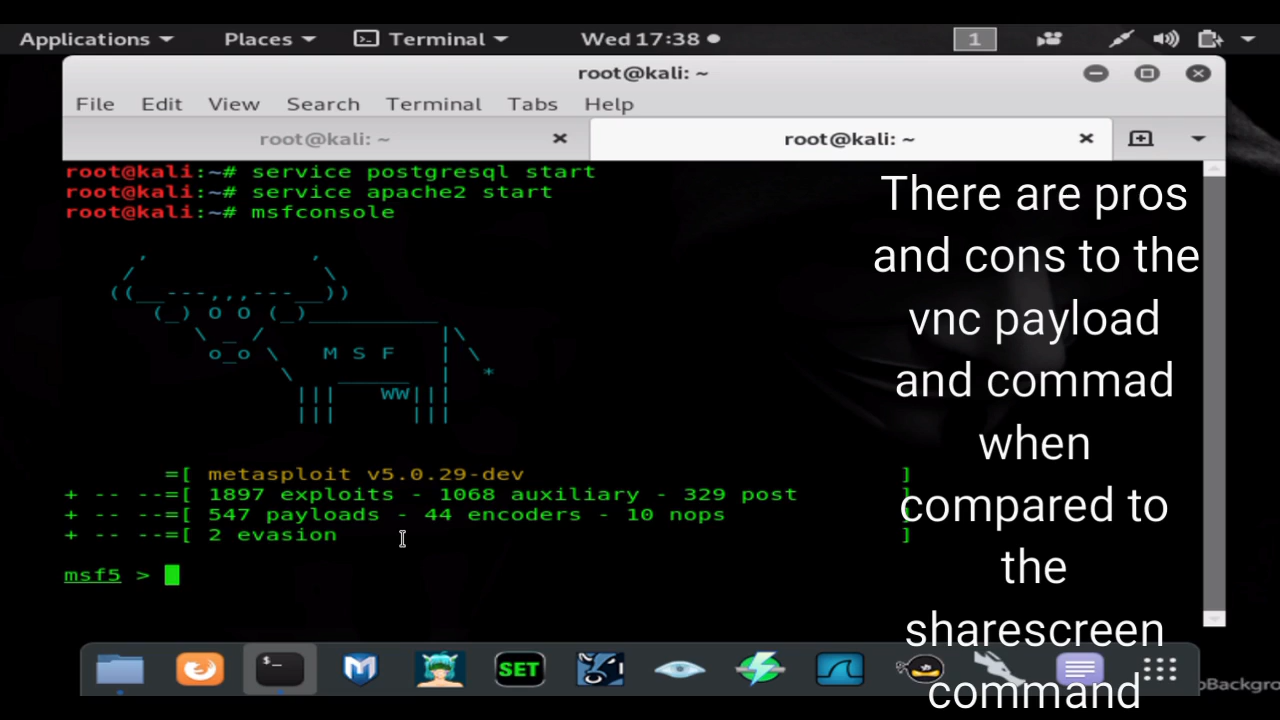 Applications Places Terminal Wed 17:38 1
root@kali: ~
File Edit View Search Terminal Tabs Help
root@kali: ~ root@kali: ~
root@kali:~# service postgresql start
root@kali:~# service apache2 start
root@kali:~# msfconsole
M S F
WW
=[ metasploit v5.0.29-dev ]
+ -- --=[ 1897 exploits - 1068 auxiliary - 329 post ]
+ -- --=[ 547 payloads - 44 encoders - 10 nops ]
+ -- --=[ 2 evasion ]
msf5 >
There are pros
and cons to the
vnc payload
and commad
when
compared to
the
sharescreen
command
SET